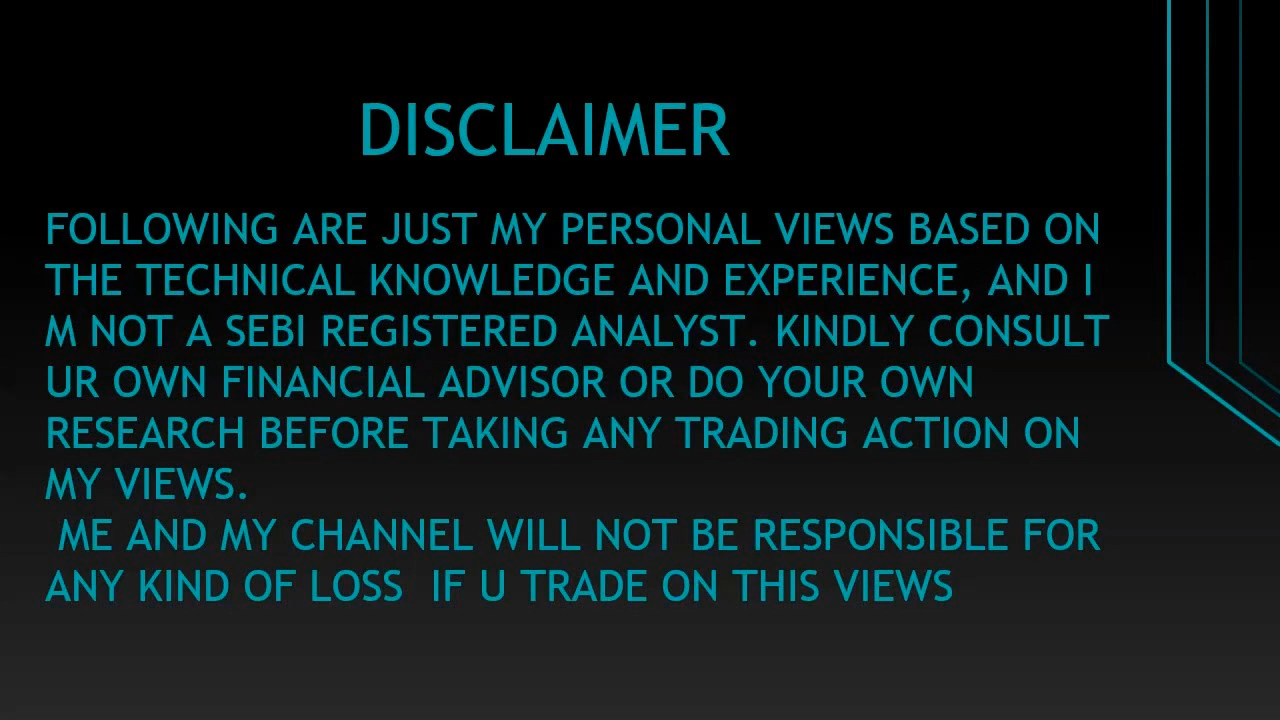 DISCLAIMER
FOLLOWING ARE JUST MY PERSONAL VIEWS BASED ON
THE TECHNICAL KNOWLEDGE AND EXPERIENCE, AND I
M NOT A SEBI REGISTERED ANALYST. KINDLY CONSULT
UR OWN FINANCIAL ADVISOR OR DO YOUR OWN
RESEARCH BEFORE TAKING ANY TRADING ACTION ON
MY VIEWS.
ME AND MY CHANNEL WILL NOT BE RESPONSIBLE FOR
ANY KIND OF LOSS  IF U TRADE ON THIS VIEWS